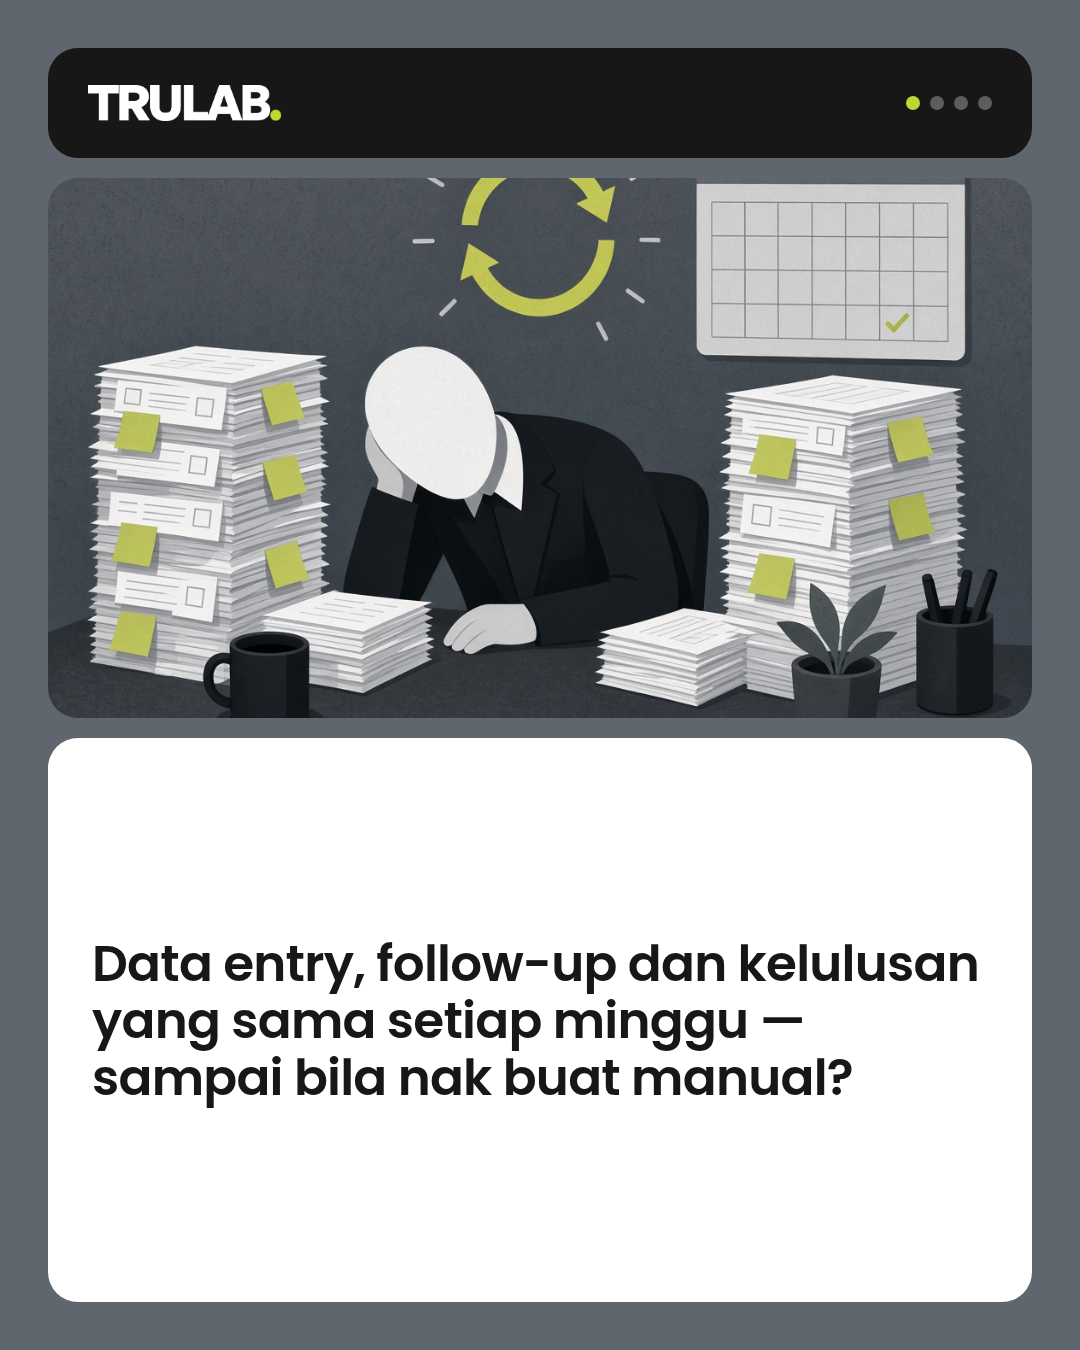 TRULAB.
Data entry, follow-up dan kelulusan
yang sama setiap minggu —
sampai bila nak buat manual?